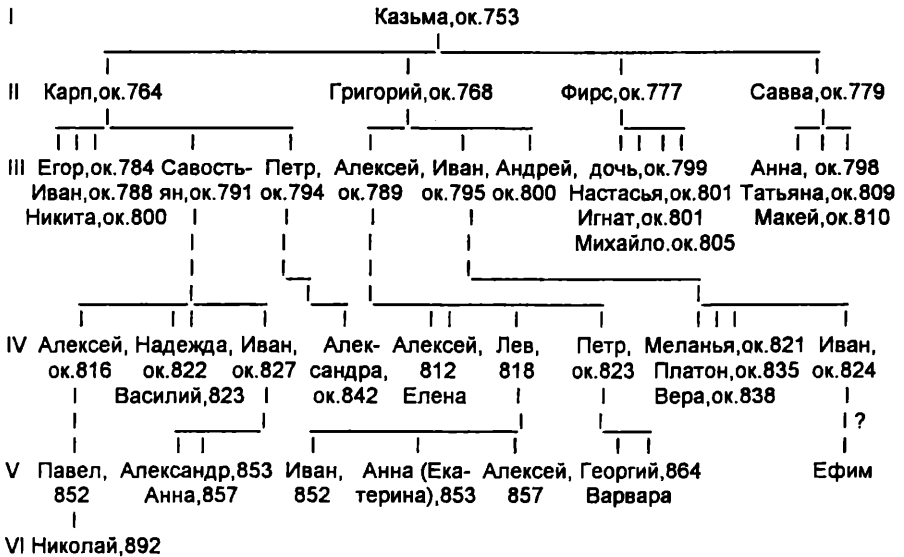 I Казьма,ок.753
II Карп,ок.764 Григорий,ок.768 Фирс,ок.777 Савва,ок.779
III Егор,ок.784 Савость- Петр, Алексей, Иван, Андрей, дочь,ок.799 Анна, ок.798
Иван,ок.788 ян,ок.791 ок.794 ок.789 ок.795 ок.800 Настасья,ок.801 Татьяна,ок.809
Никита,ок.800 Игнат,ок.801 Макей,ок.810
Михайло.ок.805
IV Алексей, Надежда, Иван, Алек- Алексей, Лев, Петр, Меланья,ок.821 Иван,
ок.816 ок.822 ок.827 сандра, 812 818 ок.823 Платон,ок.835 ок.824
Василий,823 ок.842 Елена Вера,ок.838
?
V Павел, Александр,853 Иван, Анна (Ека- Алексей, Георгий,864 Ефим
852 Анна,857 852 терина),853 857 Варвара
VI Николай,892